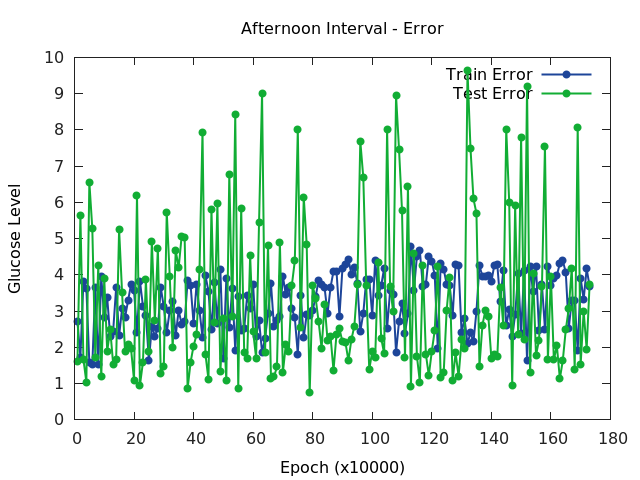 Afternoon Interval - Error
10
9
8
7
6
5
4
3
2
1
0
Glucose Level
Train Error
Test Error
0 20 40 60 80 100 120 140 160 180
Epoch (x10000)